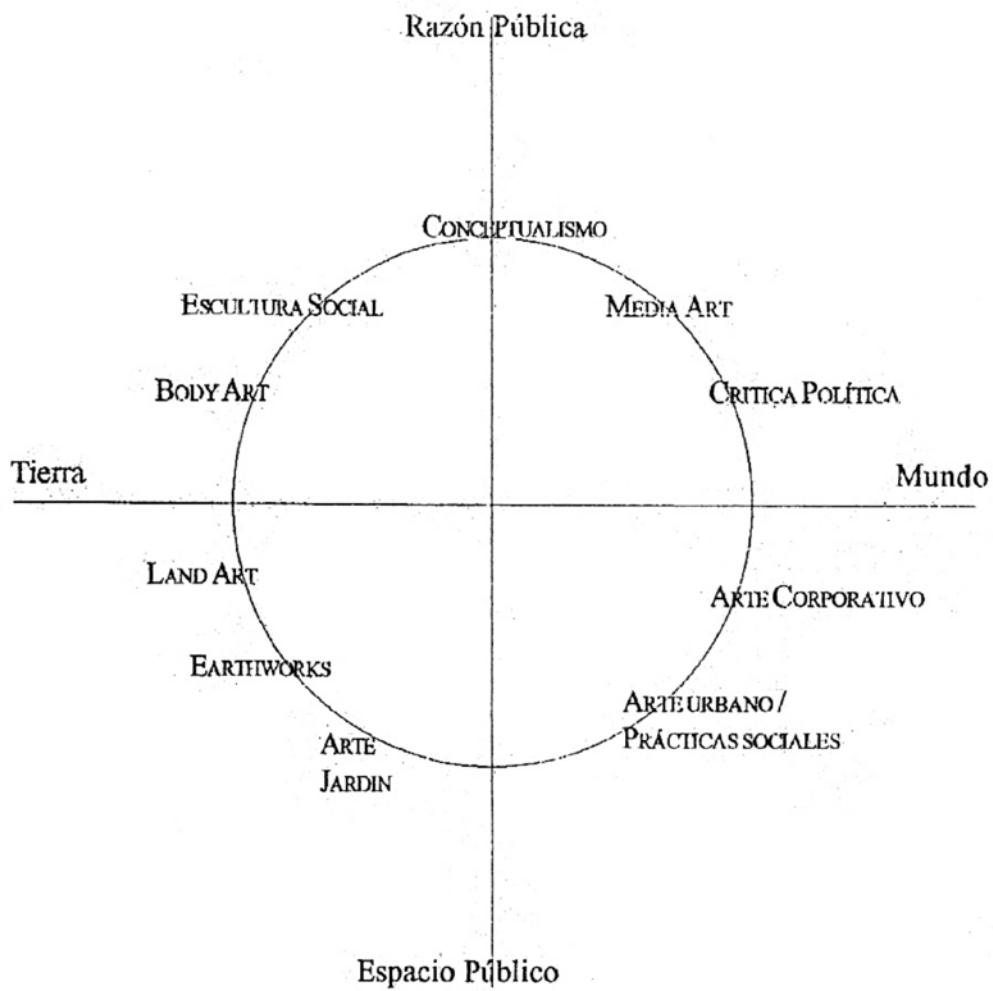 Razón Pública
CONCEPTUALISMO
ESCULTURA SOCIAL
MEDIA ART
BODY ART
CRITICA POLÍTICA
Tierra
Mundo
LAND ART
ARTE CORPORATIVO
EARTHWORKS
ARTE URBANO /
PRÁCTICAS SOCIALES
ARTE
JARDIN
Espacio Público